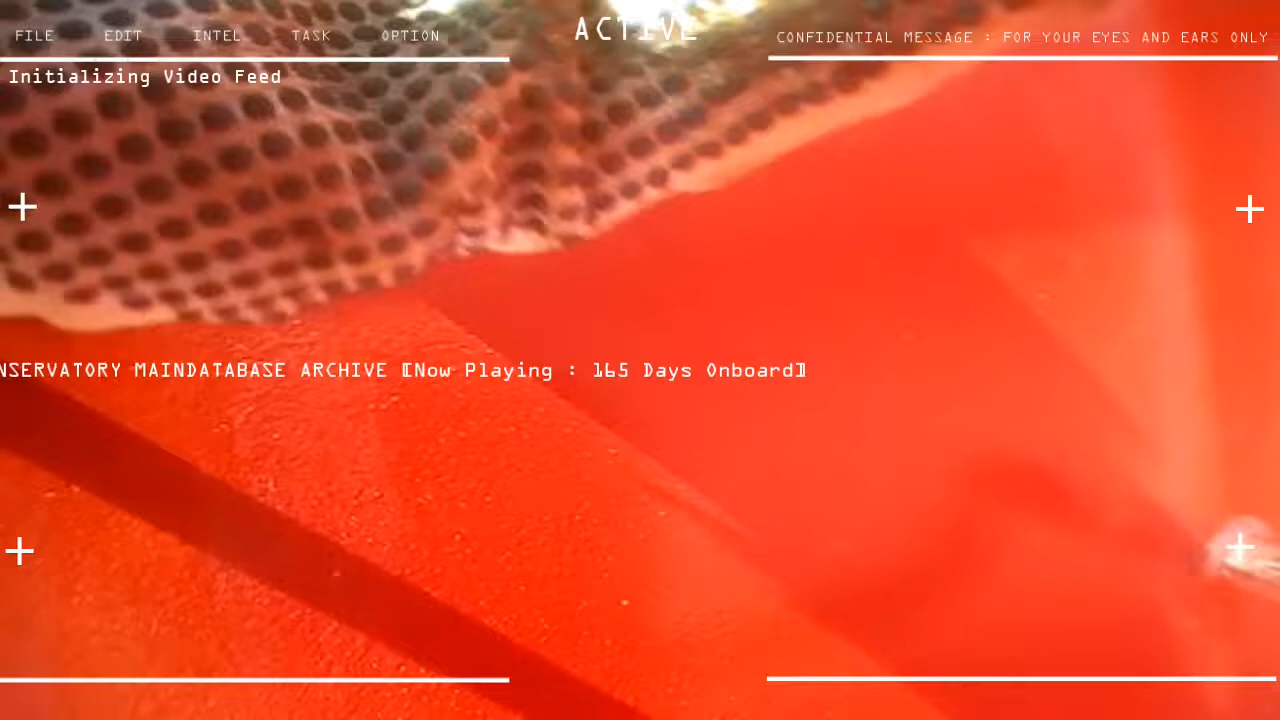 FILE EDIT INTEL TASK OPTION
ACTIVE
CONFIDENTIAL MESSAGE : FOR YOUR EYES AND EARS ONLY
Initializing Video Feed
NSERVATORY MAINDATABASE ARCHIVE [Now Playing : 165 Days Onboard]